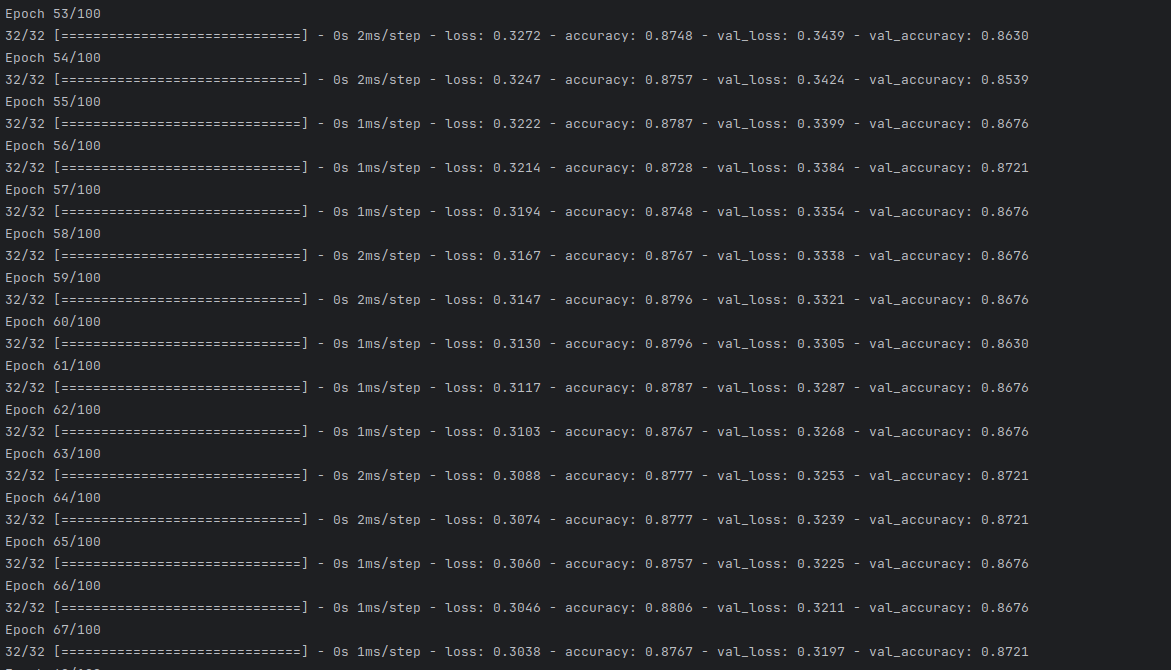 Epoch 53/100
32/32 [==============================] - 0s 2ms/step - loss: 0.3272 - accuracy: 0.8748 - val_loss: 0.3439 - val_accuracy: 0.8630
Epoch 54/100
32/32 [==============================] - 0s 2ms/step - loss: 0.3247 - accuracy: 0.8757 - val_loss: 0.3424 - val_accuracy: 0.8539
Epoch 55/100
32/32 [==============================] - 0s 1ms/step - loss: 0.3222 - accuracy: 0.8787 - val_loss: 0.3399 - val_accuracy: 0.8676
Epoch 56/100
32/32 [==============================] - 0s 1ms/step - loss: 0.3214 - accuracy: 0.8728 - val_loss: 0.3384 - val_accuracy: 0.8721
Epoch 57/100
32/32 [==============================] - 0s 1ms/step - loss: 0.3194 - accuracy: 0.8748 - val_loss: 0.3354 - val_accuracy: 0.8676
Epoch 58/100
32/32 [==============================] - 0s 2ms/step - loss: 0.3167 - accuracy: 0.8767 - val_loss: 0.3338 - val_accuracy: 0.8676
Epoch 59/100
32/32 [==============================] - 0s 2ms/step - loss: 0.3147 - accuracy: 0.8796 - val_loss: 0.3321 - val_accuracy: 0.8676
Epoch 60/100
32/32 [==============================] - 0s 1ms/step - loss: 0.3130 - accuracy: 0.8796 - val_loss: 0.3305 - val_accuracy: 0.8630
Epoch 61/100
32/32 [==============================] - 0s 1ms/step - loss: 0.3117 - accuracy: 0.8787 - val_loss: 0.3287 - val_accuracy: 0.8676
Epoch 62/100
32/32 [==============================] - 0s 1ms/step - loss: 0.3103 - accuracy: 0.8767 - val_loss: 0.3268 - val_accuracy: 0.8676
Epoch 63/100
32/32 [==============================] - 0s 2ms/step - loss: 0.3088 - accuracy: 0.8777 - val_loss: 0.3253 - val_accuracy: 0.8721
Epoch 64/100
32/32 [==============================] - 0s 2ms/step - loss: 0.3074 - accuracy: 0.8777 - val_loss: 0.3239 - val_accuracy: 0.8721
Epoch 65/100
32/32 [==============================] - 0s 1ms/step - loss: 0.3060 - accuracy: 0.8757 - val_loss: 0.3225 - val_accuracy: 0.8676
Epoch 66/100
32/32 [==============================] - 0s 1ms/step - loss: 0.3046 - accuracy: 0.8806 - val_loss: 0.3211 - val_accuracy: 0.8676
Epoch 67/100
32/32 [==============================] - 0s 1ms/step - loss: 0.3038 - accuracy: 0.8767 - val_loss: 0.3197 - val_accuracy: 0.8721